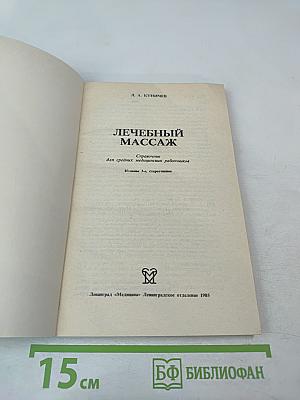 Л. А. КУНИЧЕВ
ЛЕЧЕБНЫЙ
МАССАЖ
Справочник
для средних медицинских работников
Издание 3-е, стереотипное
Ленинград «Медицина» Ленинградское отделение 1985
15 см
БФ БИБЛИОФАН